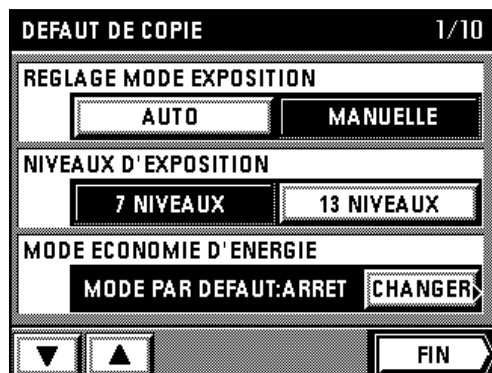 DEFAUT DE COPIE 1/10
REGLAGE MODE EXPOSITION
AUTO MANUELLE
NIVEAUX D'EXPOSITION
7 NIVEAUX 13 NIVEAUX
MODE ECONOMIE D'ENERGIE
MODE PAR DEFAUT:ARRET CHANGER
FIN